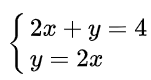 2x + y = 4
y = 2x